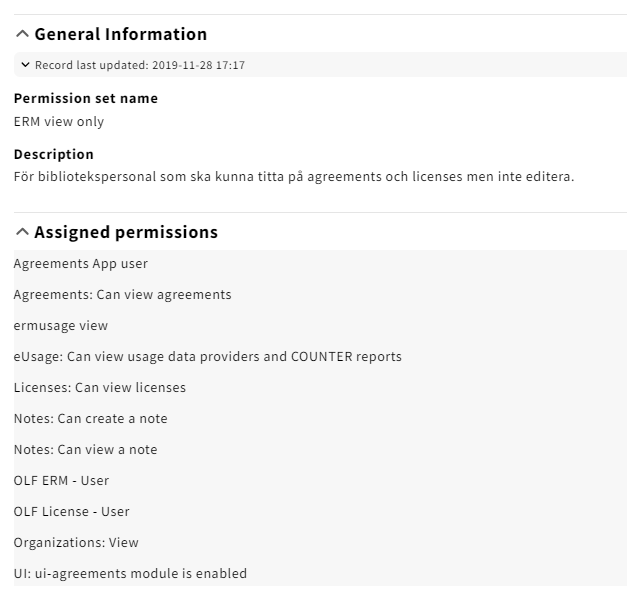 General Information
Record last updated: 2019-11-28 17:17
Permission set name
ERM view only
Description
För bibliotekspersonal som ska kunna titta på agreements och licenses men inte editera.
Assigned permissions
Agreements App user
Agreements: Can view agreements
ermusage view
eUsage: Can view usage data providers and COUNTER reports
Licenses: Can view licenses
Notes: Can create a note
Notes: Can view a note
OLF ERM - User
OLF License - User
Organizations: View
UI: ui-agreements module is enabled